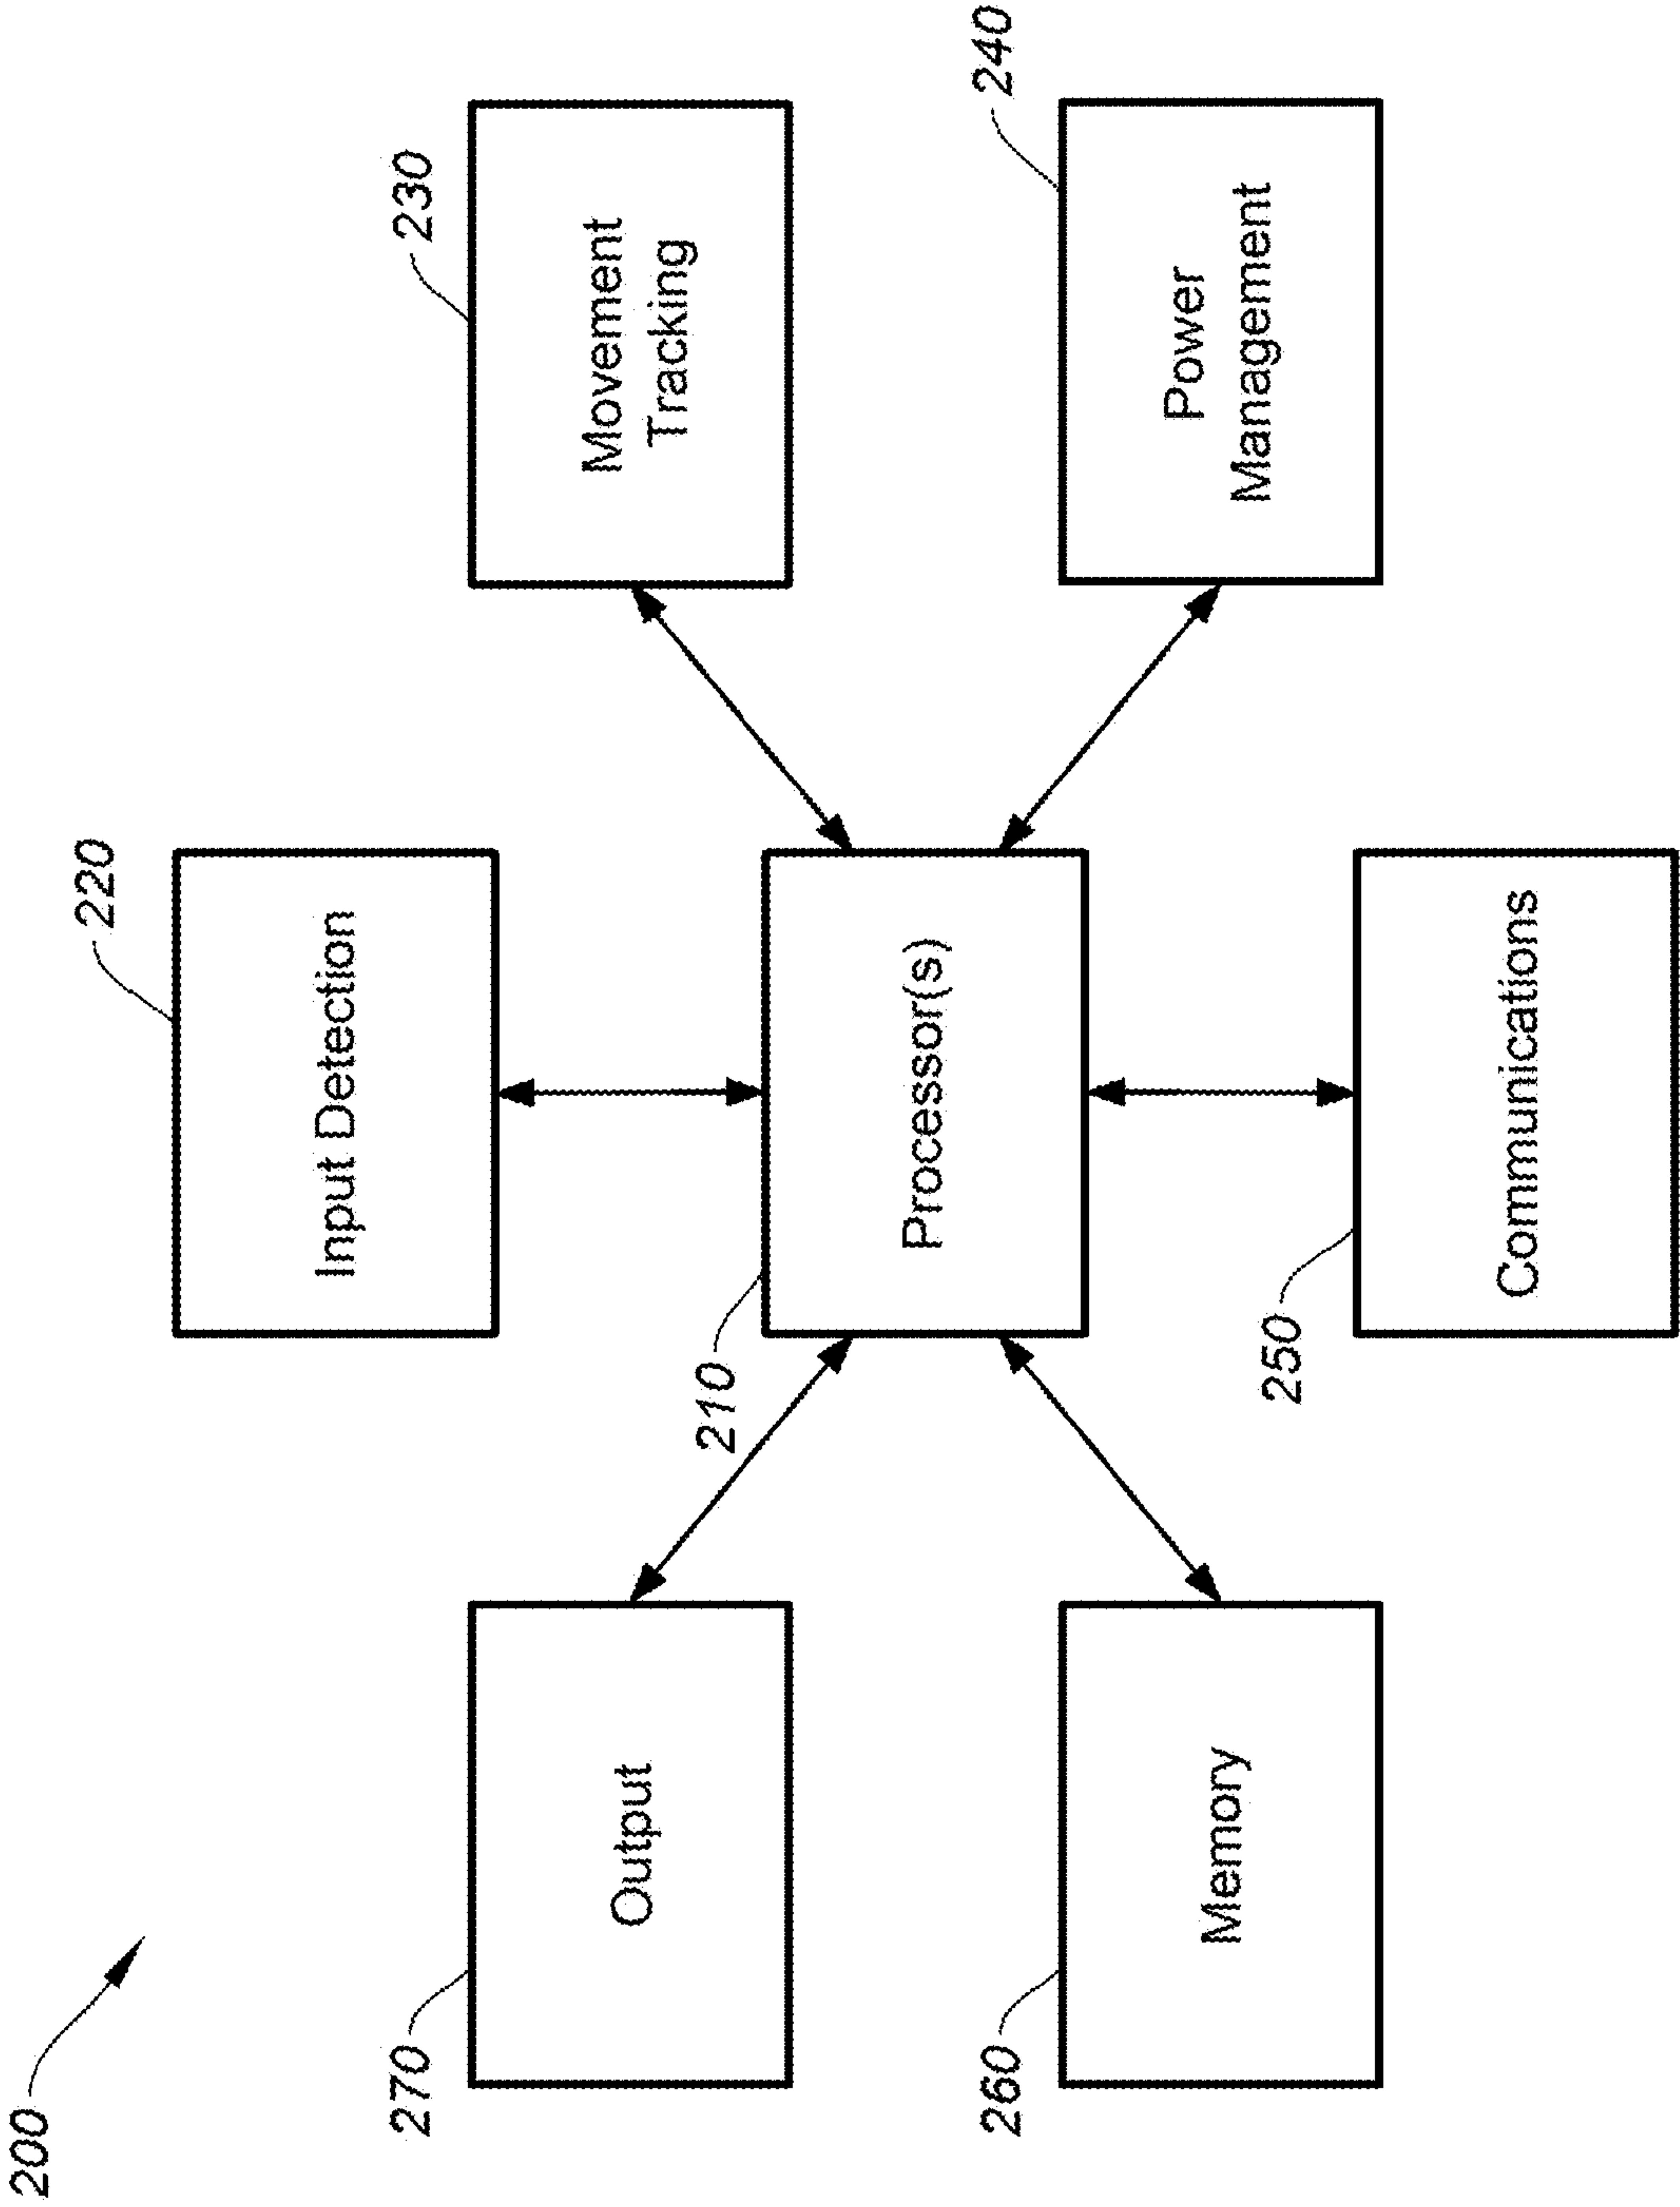 200
220
Input Detection
270
Output
230
Movement
Tracking
210
Processor(s)
260
Memory
240
Power
Management
250
Communications